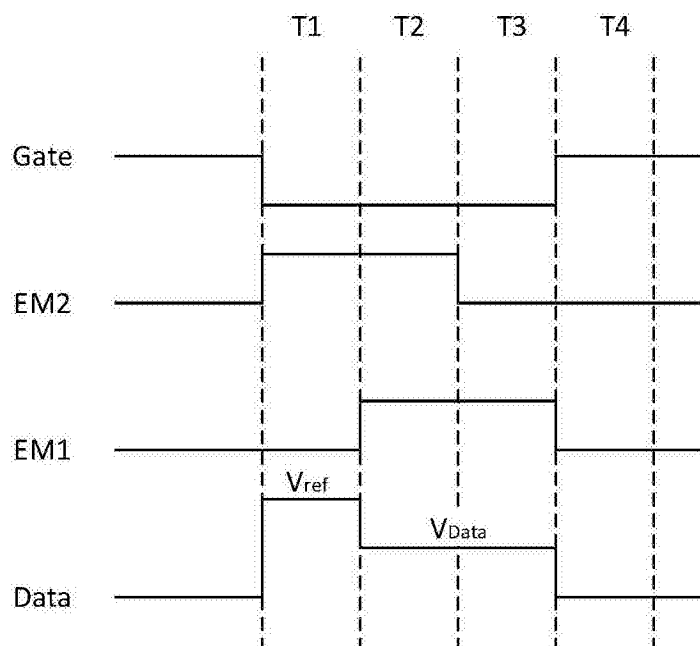 T1 T2 T3 T4
Gate
EM2
EM1
Vref
VData
Data